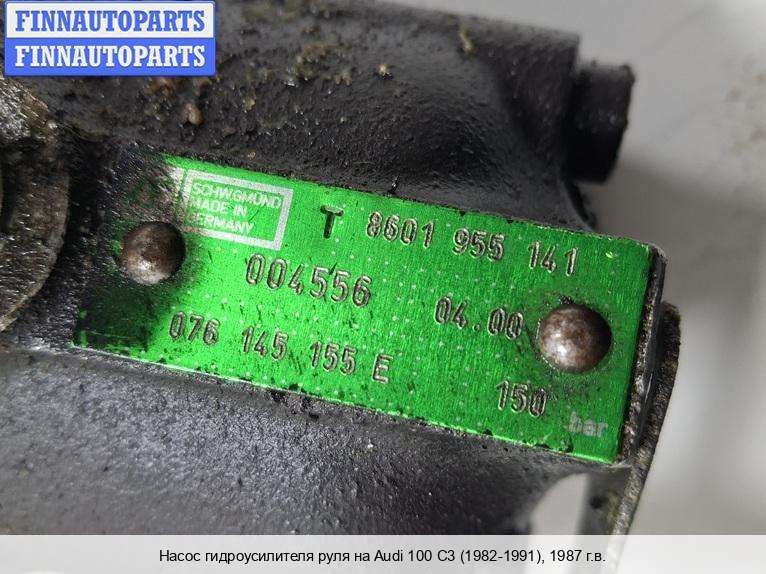 FINNAUTOPARTS
FINNAUTOPARTS
SCHW.GMÜND
MADE IN
GERMANY
T 8601 955 141
004556 04.00
076 145 155 E
150 bar
Насос гидроусилителя руля на Audi 100 C3 (1982-1991), 1987 г.в.